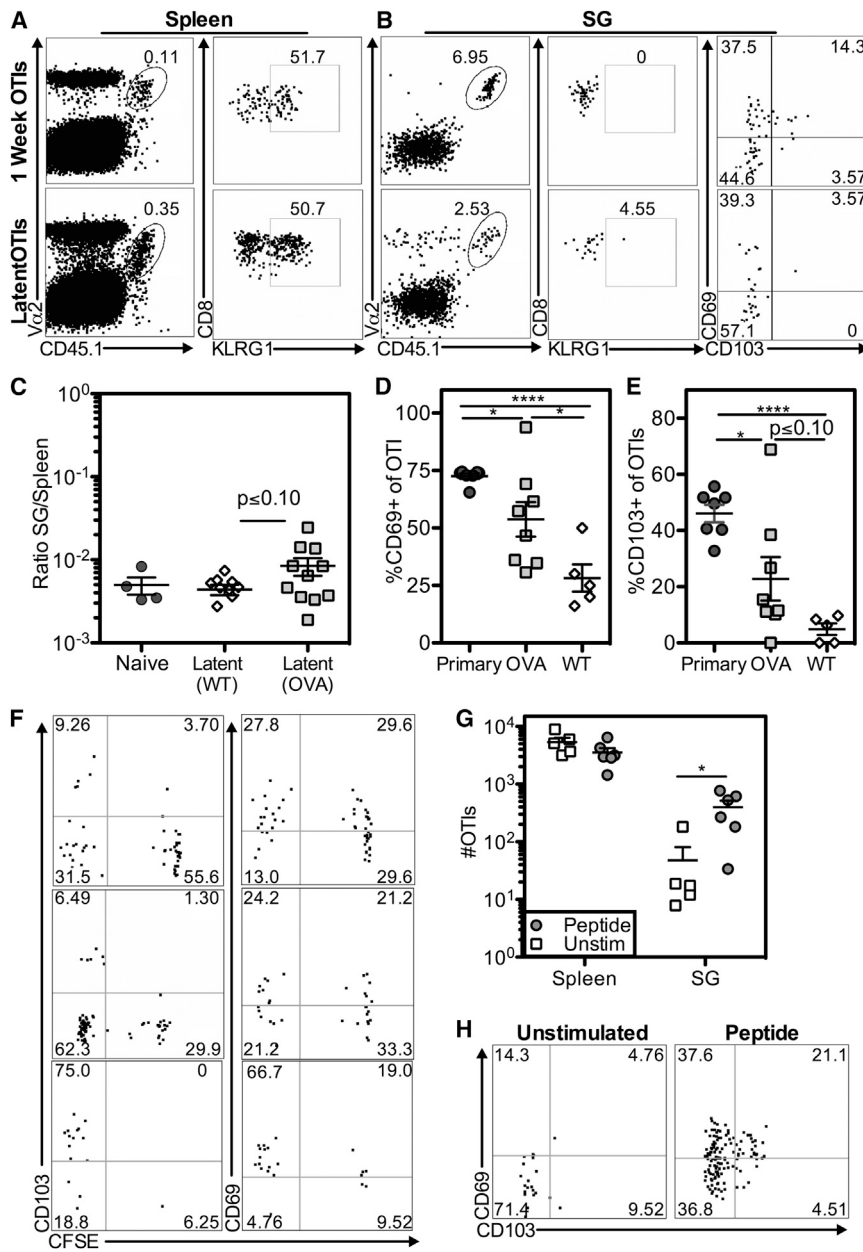 A
Spleen
B
SG
1 Week OTIs
0.11
51.7
6.95
0
37.5
14.3
44.6
3.57
LatentOTIs
0.35
50.7
2.53
4.55
39.3
3.57
57.1
0
Vα2
CD45.1
CD8
KLRG1
Vα2
CD45.1
CD8
KLRG1
CD69
CD103
C
Ratio SG/Spleen
10⁰
10⁻¹
10⁻²
10⁻³
p≤0.10
Naive
Latent (WT)
Latent (OVA)
D
%CD69+ of OTI
100
75
50
25
0
****
*
*
Primary OVA WT
E
%CD103+ of OTIs
80
60
40
20
0
****
*
p≤0.10
Primary OVA WT
F
9.26
3.70
31.5
55.6
27.8
29.6
13.0
29.6
6.49
1.30
62.3
29.9
24.2
21.2
21.2
33.3
75.0
0
18.8
6.25
66.7
19.0
4.76
9.52
CD103
CD69
CFSE
G
#OTIs
10⁴
10³
10²
10¹
10⁰
*
Peptide
Unstim
Spleen
SG
H
Unstimulated
Peptide
14.3
4.76
71.4
9.52
37.6
21.1
36.8
4.51
CD69
CD103